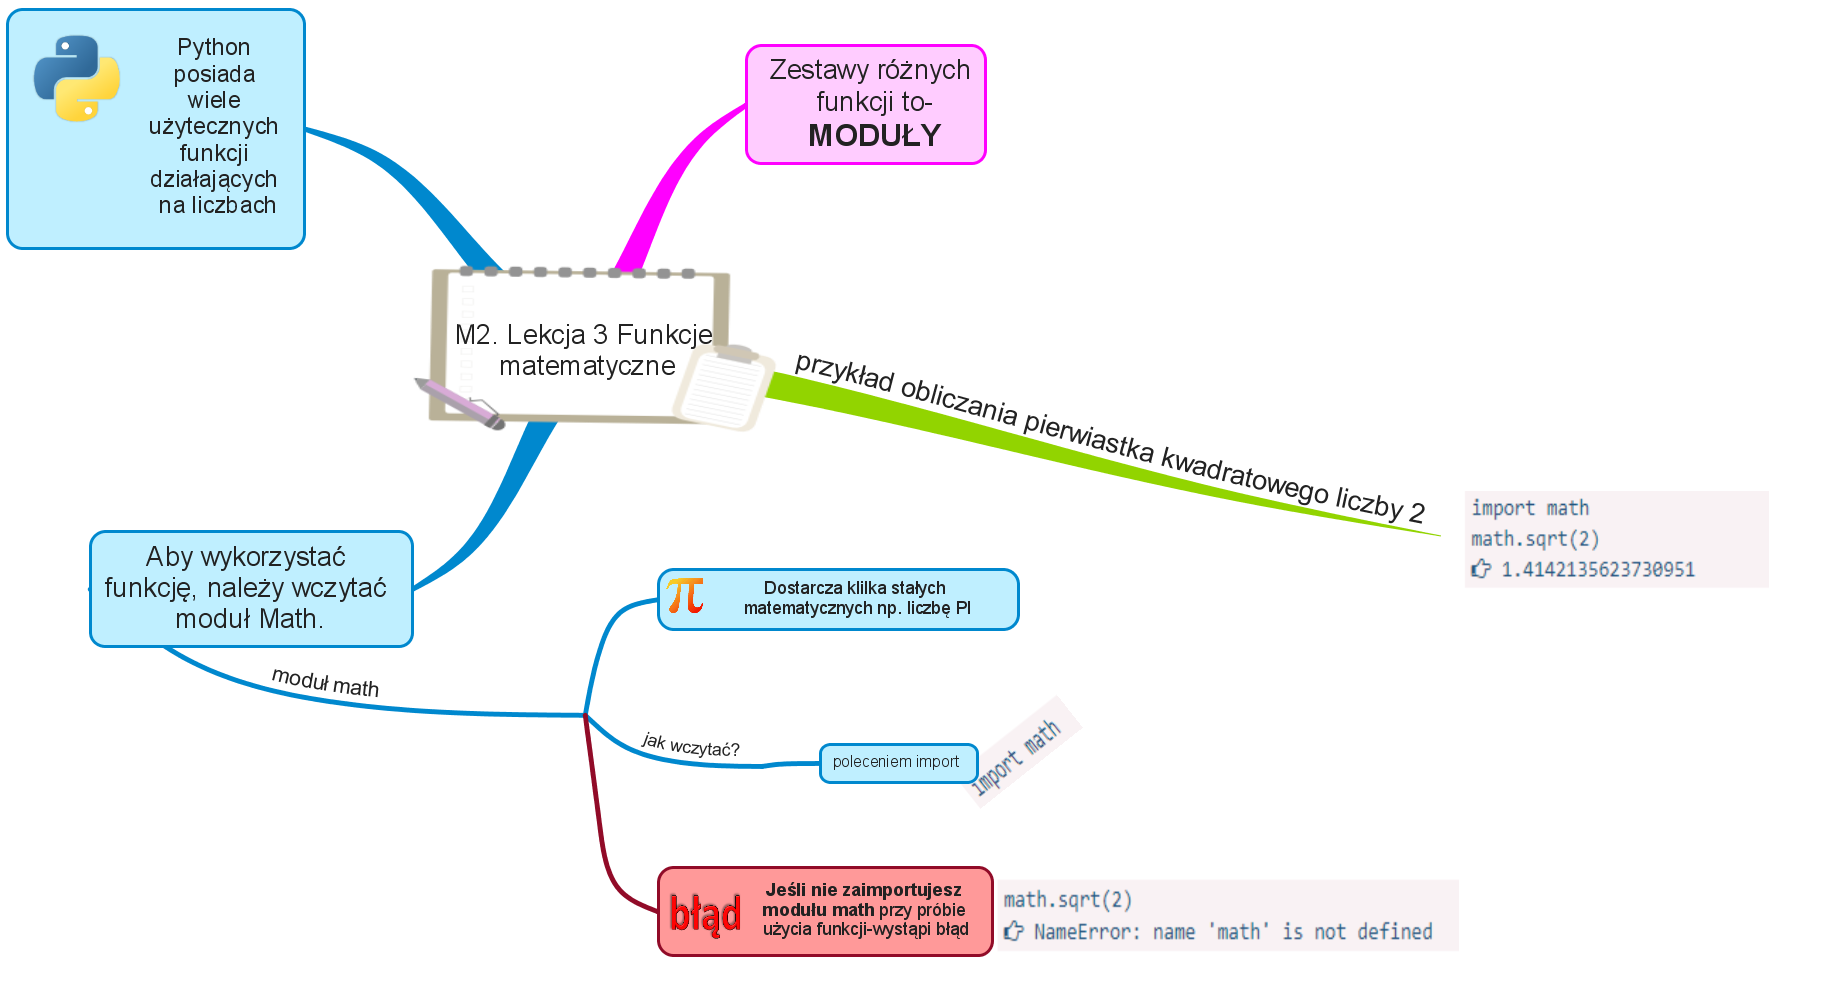 Python
posiada
wiele
użytecznych
funkcji
działających
na liczbach
Zestawy różnych
funkcji to-
MODUŁY
M2. Lekcja 3 Funkcje
matematyczne
przykład obliczania pierwiastka kwadratowego liczby 2
import math
math.sqrt(2)
1.4142135623730951
Aby wykorzystać
funkcję, należy wczytać
moduł Math.
moduł math
π
Dostarcza klilka stałych
matematycznych np. liczbę PI
jak wczytać?
poleceniem import
import math
błąd
Jeśli nie zaimportujesz
modułu math przy próbie
użycia funkcji-wystąpi błąd
math.sqrt(2)
NameError: name 'math' is not defined